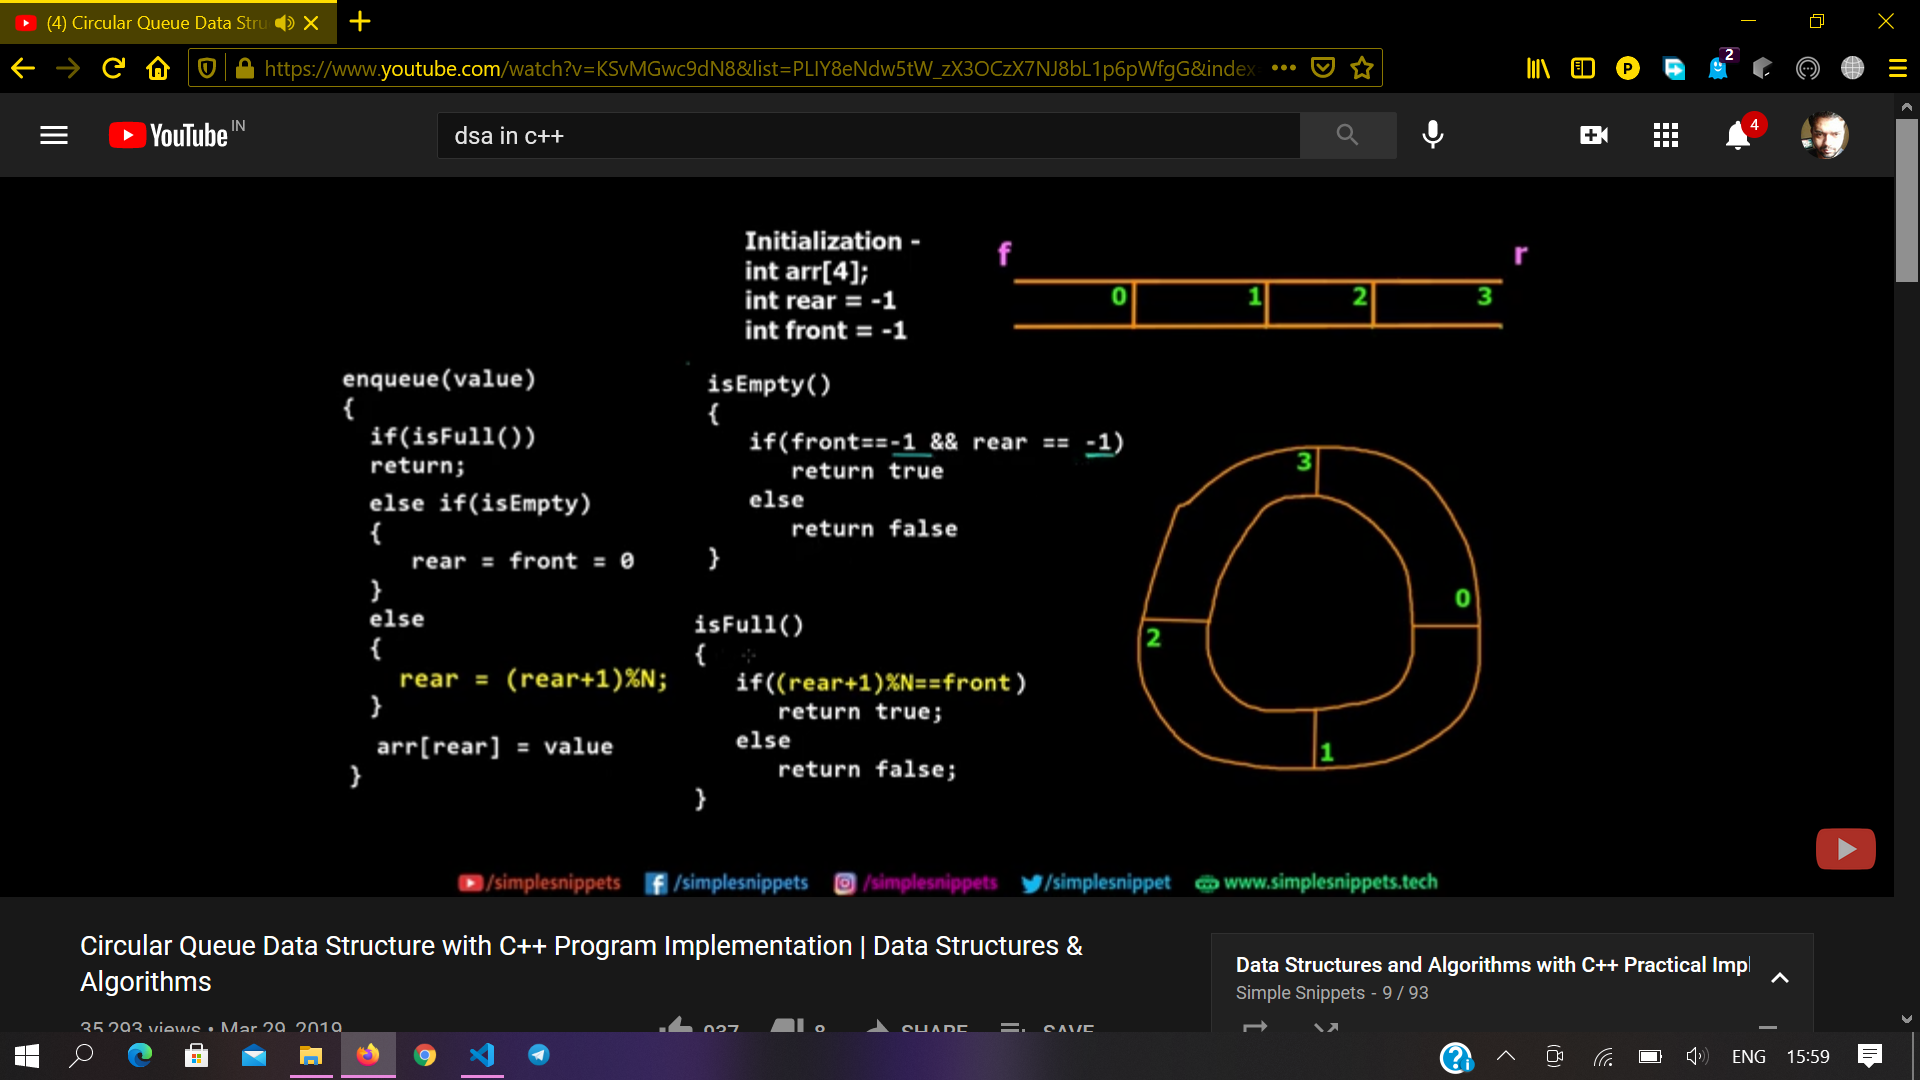 (4) Circular Queue Data Stru
https://www.youtube.com/watch?v=KSvMGwc9dN8&list=PLIY8eNdw5tW_zX3OCzX7NJ8bL1p6pWfgG&index
P
2
YouTube IN
dsa in c++
4
Initialization -
int arr[4];
int rear = -1
int front = -1
f
r
0 1 2 3
enqueue(value)
{
if(isFull())
return;
else if(isEmpty)
{
rear = front = 0
}
else
{
rear = (rear+1)%N;
}
arr[rear] = value
}
isEmpty()
{
if(front==-1 && rear == -1)
return true
else
return false
}
isFull()
{
if((rear+1)%N==front)
return true;
else
return false;
}
3
0
2
1
/simplesnippets /simplesnippets /simplesnippets /simplesnippets www.simplesnippets.tech
Circular Queue Data Structure with C++ Program Implementation | Data Structures &
Algorithms
35,293 views • Mar 29, 2019
937 8 SHARE SAVE
Data Structures and Algorithms with C++ Practical Impl
Simple Snippets - 9 / 93
ENG 15:59